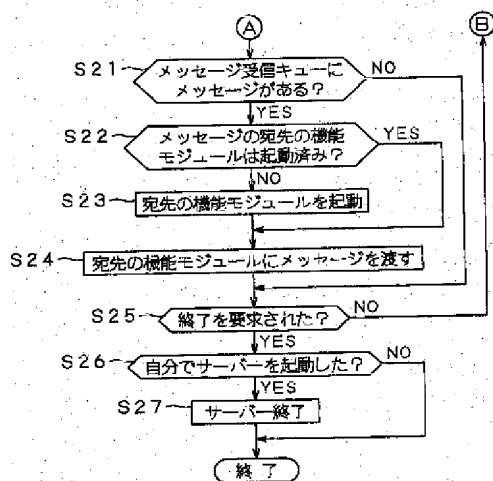 A
B
S21
メッセージ受信キューに
メッセージがある?
NO
YES
S22
メッセージの宛先の機能
モジュールは起動済み?
YES
NO
S23
宛先の機能モジュールを起動
S24
宛先の機能モジュールにメッセージを渡す
S25
終了を要求された?
NO
YES
S26
自分でサーバーを起動した?
NO
YES
S27
サーバー終了
終了